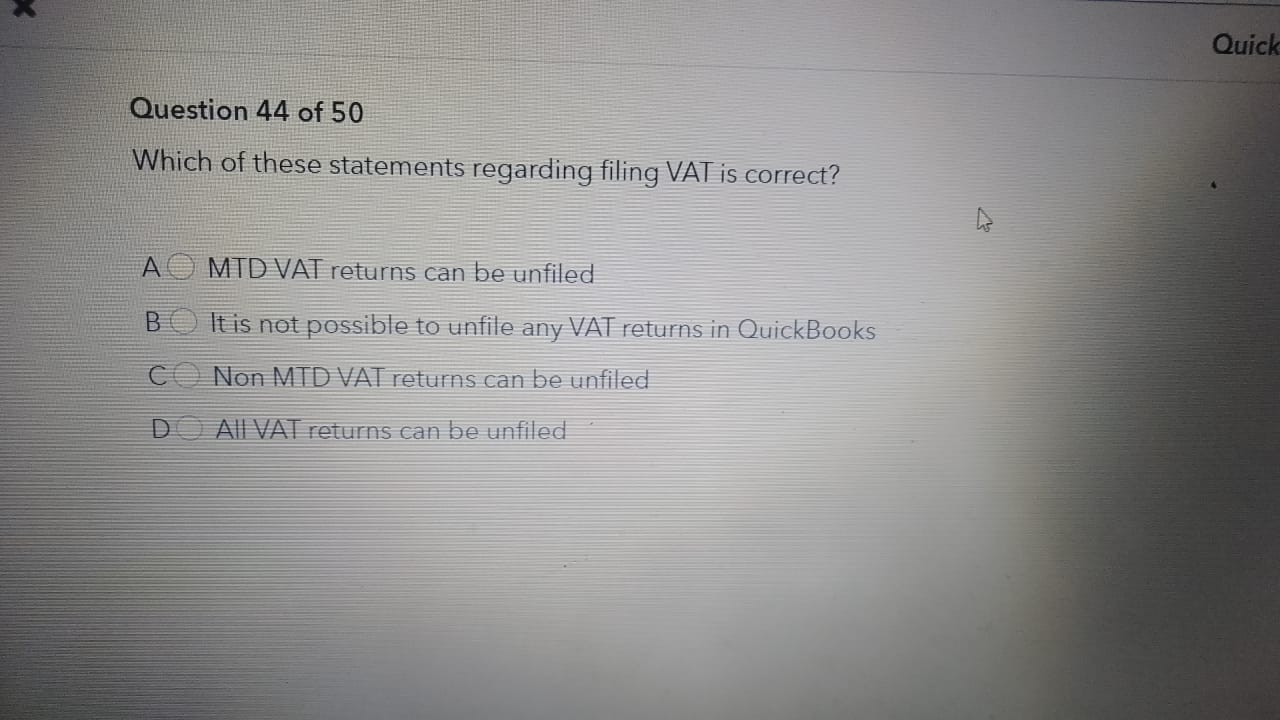 Quick
Question 44 of 50
Which of these statements regarding filing VAT is correct?
A MTD VAT returns can be unfiled
B It is not possible to unfile any VAT returns in QuickBooks
C Non MTD VAT returns can be unfiled
D All VAT returns can be unfiled